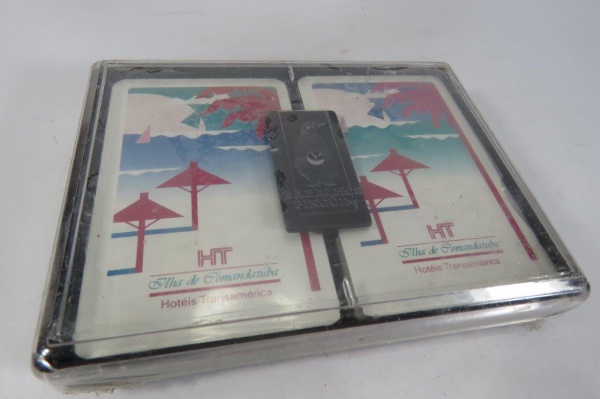 HT
Ilha de Comandatuba
Hotéis Transamérica
HT
Ilha de Comandatuba
Hotéis Transamérica